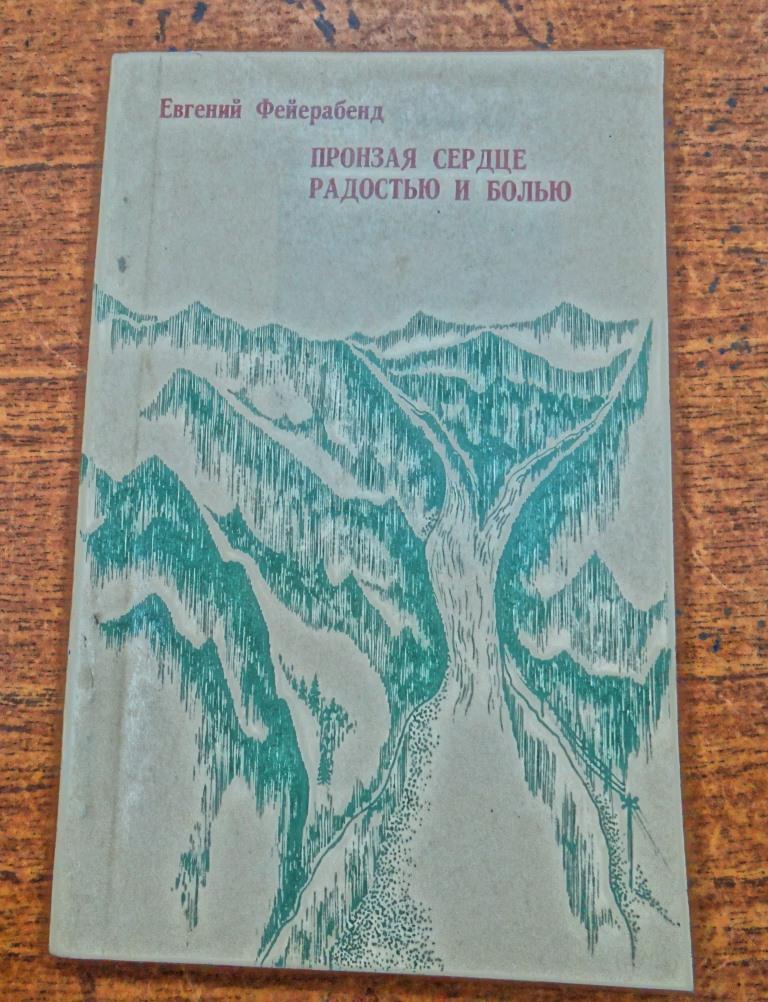 Евгений Фейерабенд
ПРОНЗАЯ СЕРДЦЕ
РАДОСТЬЮ И БОЛЬЮ